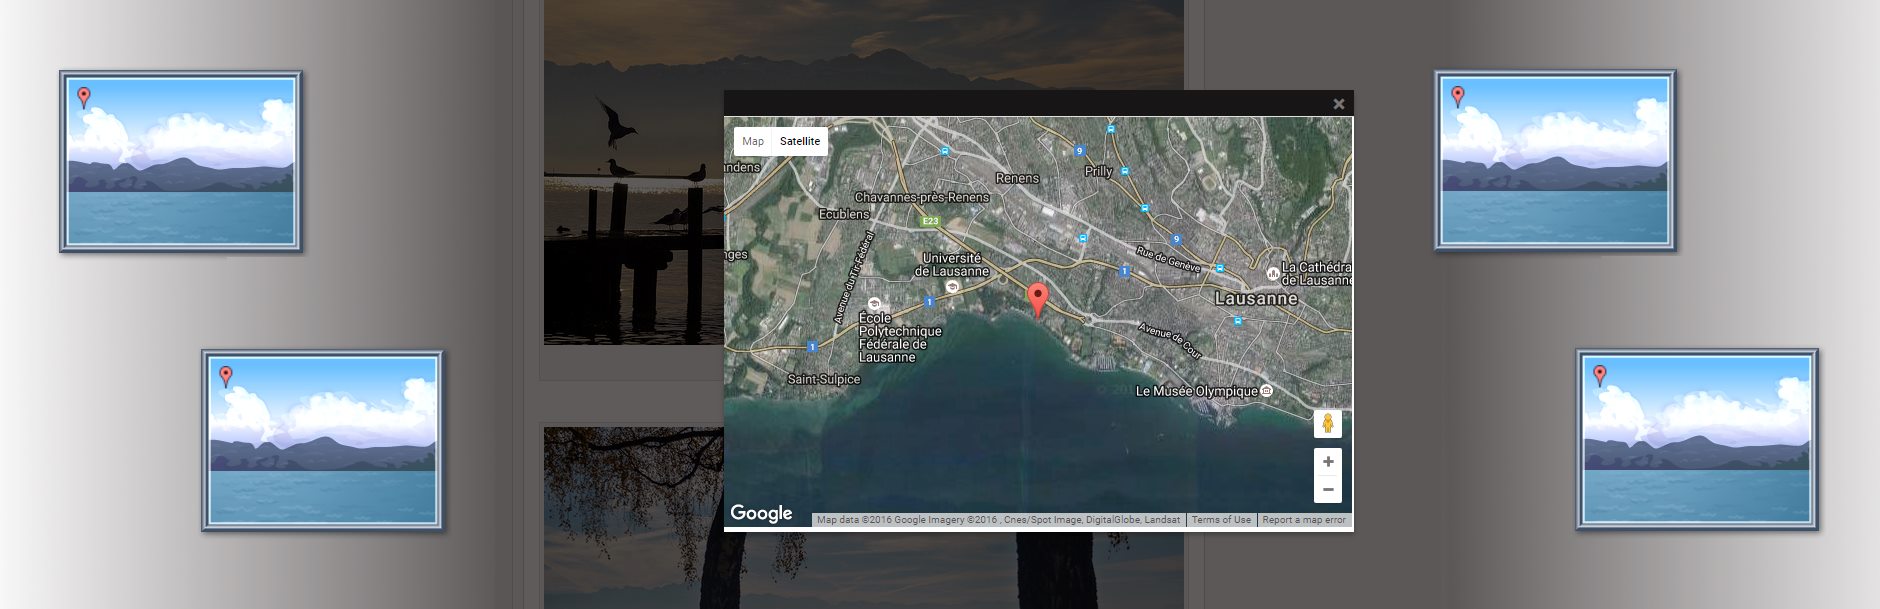 Map
Satellite
ndens
9
Renens
Prilly
Chavannes-près-Renens
Ecublens
E23
9
nges
Avenue du Tir Fédéral
Université
de Lausanne
Rue de Genève
1
La Cathédra
de Lausanne
Lausanne
1
École
Polytechnique
Fédérale de
Lausanne
Avenue de Cour
1
Saint-Sulpice
Le Musée Olympique
+
−
Google
Map data ©2016 Google Imagery ©2016 , Cnes/Spot Image, DigitalGlobe, Landsat
Terms of Use
Report a map error